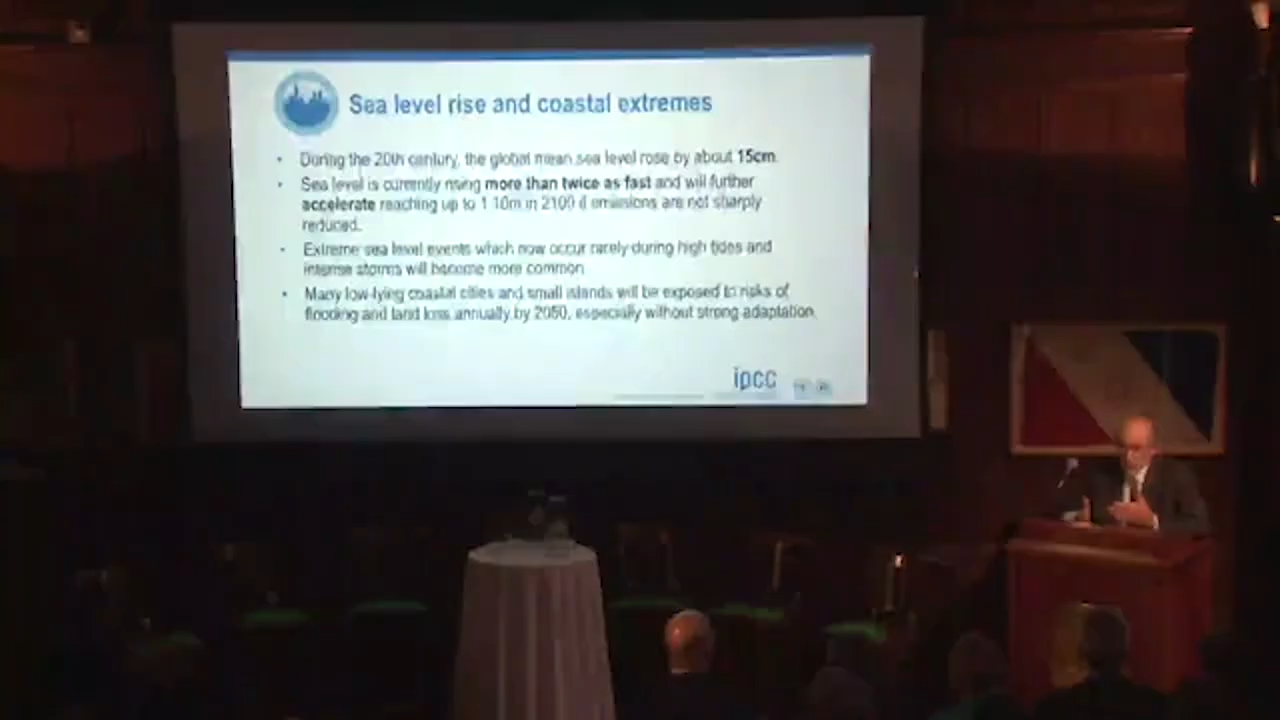 Sea level rise and coastal extremes
• During the 20th century, the global mean sea level rose by about 15cm.
• Sea level is currently rising more than twice as fast and will further
accelerate reaching up to 1.10m in 2100 if emissions are not sharply
reduced.
• Extreme sea level events which now occur rarely during high tides and
intense storms will become more common.
• Many low-lying coastal cities and small islands will be exposed to risks of
flooding and land loss annually by 2050, especially without strong adaptation.
ipcc